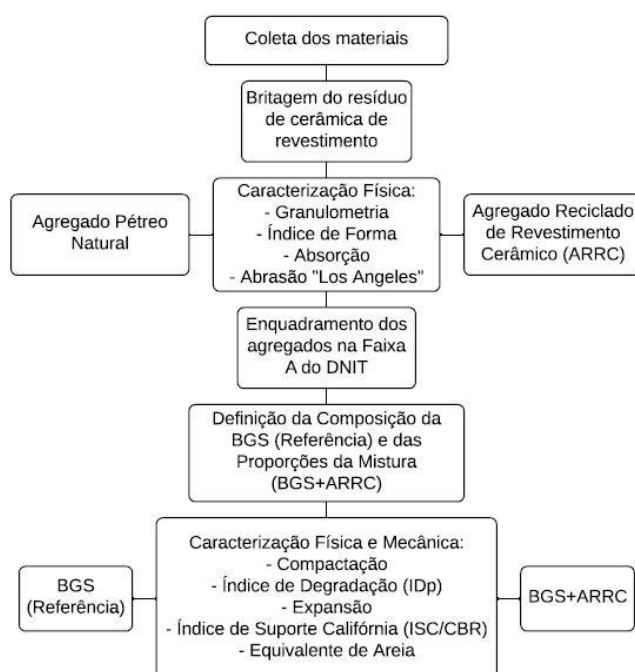 Coleta dos materiais
Britagem do resíduo
de cerâmica de
revestimento
Agregado Pétreo
Natural
Caracterização Física:
- Granulometria
- Índice de Forma
- Absorção
- Abrasão "Los Angeles"
Agregado Reciclado
de Revestimento
Cerâmico (ARRC)
Enquadramento dos
agregados na Faixa
A do DNIT
Definição da Composição da
BGS (Referência) e das
Proporções da Mistura
(BGS+ARRC)
BGS
(Referência)
Caracterização Física e Mecânica:
- Compactação
- Índice de Degradação (IDp)
- Expansão
- Índice de Suporte Califórnia (ISC/CBR)
- Equivalente de Areia
BGS+ARRC